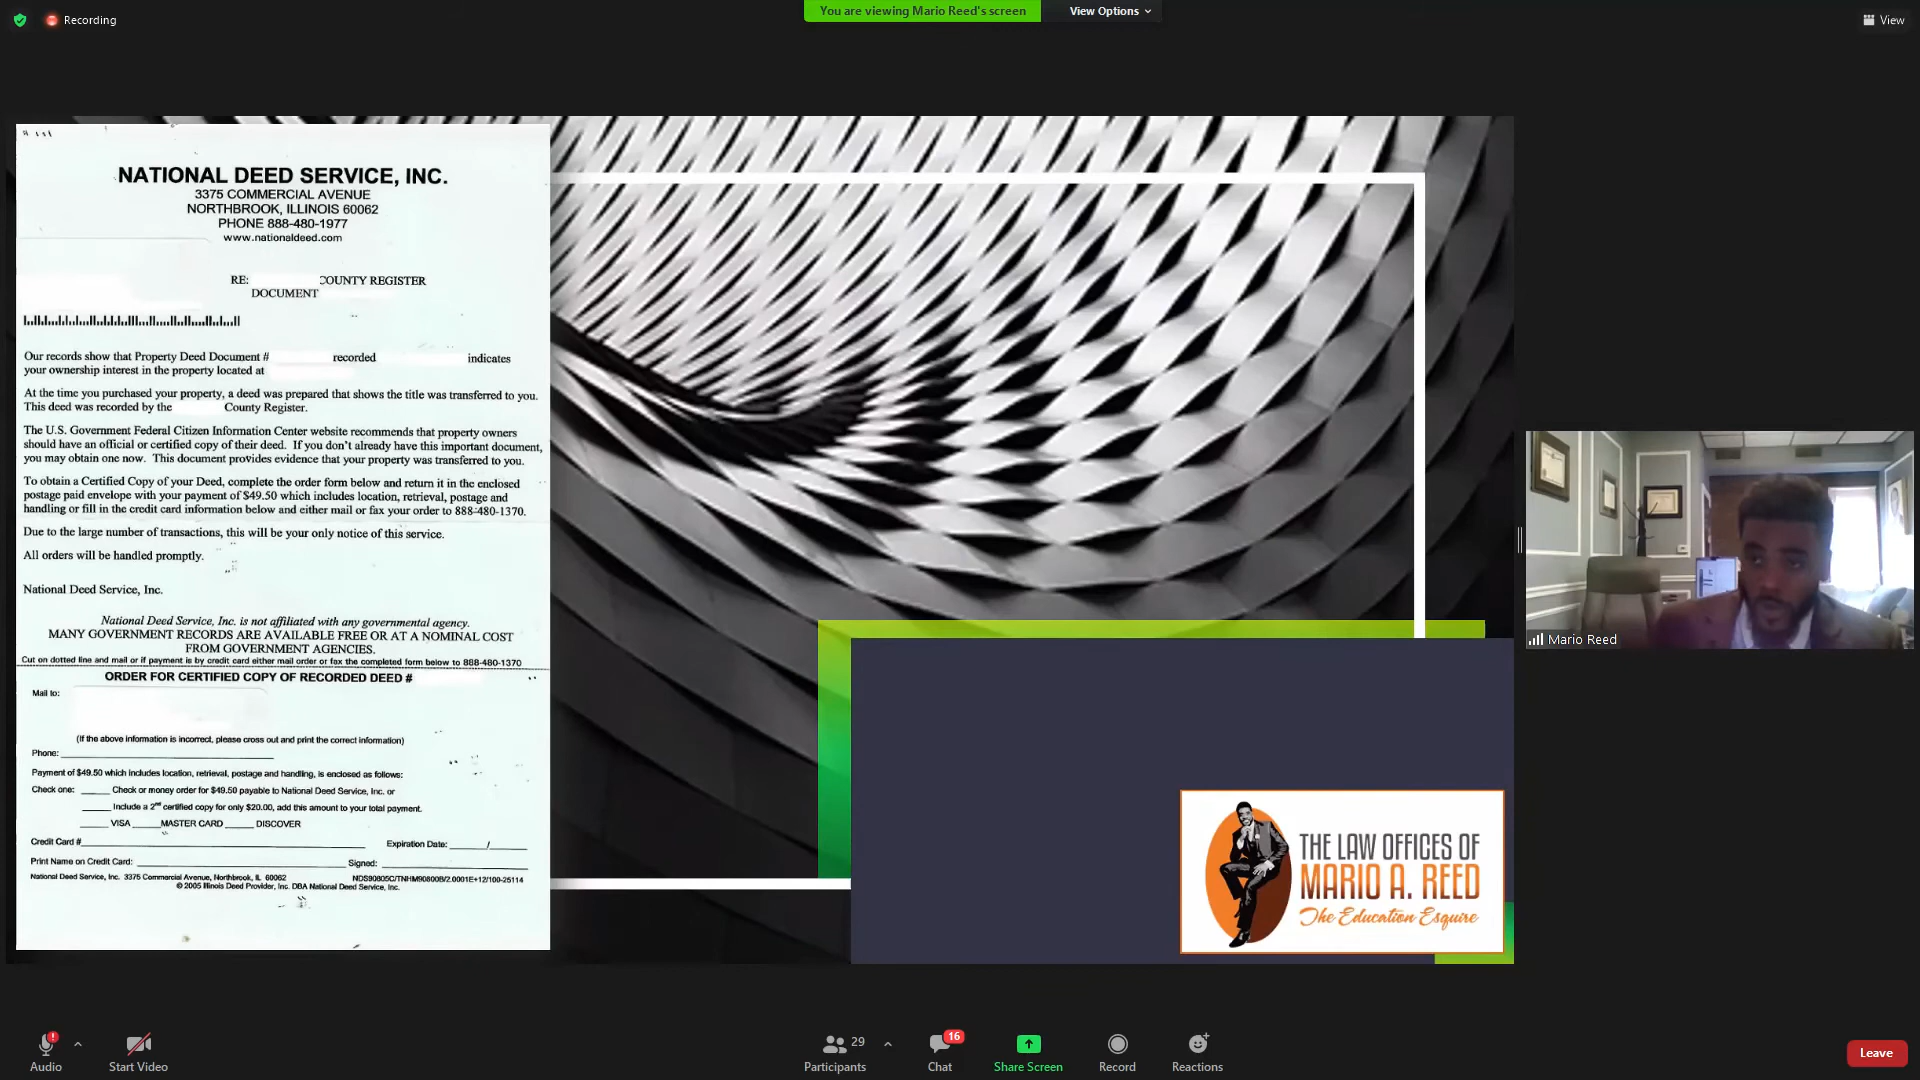 Recording
You are viewing Mario Reed's screen
View Options
View
NATIONAL DEED SERVICE, INC.
3375 COMMERCIAL AVENUE
NORTHBROOK, ILLINOIS 60062
PHONE 888-480-1977
www.nationaldeed.com
RE: COUNTY REGISTER
DOCUMENT
Our records show that Property Deed Document # recorded indicates
your ownership interest in the property located at
At the time you purchased your property, a deed was prepared that shows the title was transferred to you.
This deed was recorded by the County Register.
The U.S. Government Federal Citizen Information Center website recommends that property owners
should have an official or certified copy of their deed. If you don't already have this important document,
you may obtain one now. This document provides evidence that your property was transferred to you.
To obtain a Certified Copy of your Deed, complete the order form below and return it in the enclosed
postage paid envelope with your payment of $49.50 which includes location, retrieval, postage and
handling or fill in the credit card information below and either mail or fax your order to 888-480-1370.
Due to the large number of transactions, this will be your only notice of this service.
All orders will be handled promptly.
National Deed Service, Inc.
National Deed Service, Inc. is not affiliated with any governmental agency.
MANY GOVERNMENT RECORDS ARE AVAILABLE FREE OR AT A NOMINAL COST
FROM GOVERNMENT AGENCIES.
Cut on dotted line and mail or if payment is by credit card either mail order or fax the completed form below to 888-480-1370
ORDER FOR CERTIFIED COPY OF RECORDED DEED #
Mail to:
(If the above information is incorrect, please cross out and print the correct information)
Phone:
Payment of $49.50 which includes location, retrieval, postage and handling, is enclosed as follows:
Check one: _____ Check or money order for $49.50 payable to National Deed Service, Inc. or
_____ Include a 2nd certified copy for only $20.00, add this amount to your total payment.
_____ VISA _____MASTER CARD _____ DISCOVER
Credit Card # Expiration Date: ______/______
Print Name on Credit Card: Signed:
National Deed Service, Inc. 3375 Commercial Avenue, Northbrook, IL 60062 NDS90805C/TNHM90800B/2.0001E+12/100-25114
© 2005 Illinois Deed Provider, Inc. DBA National Deed Service, Inc.
THE LAW OFFICES OF
MARIO A. REED
The Education Esquire
Mario Reed
Audio
Start Video
29
Participants
16
Chat
Share Screen
Record
Reactions
Leave